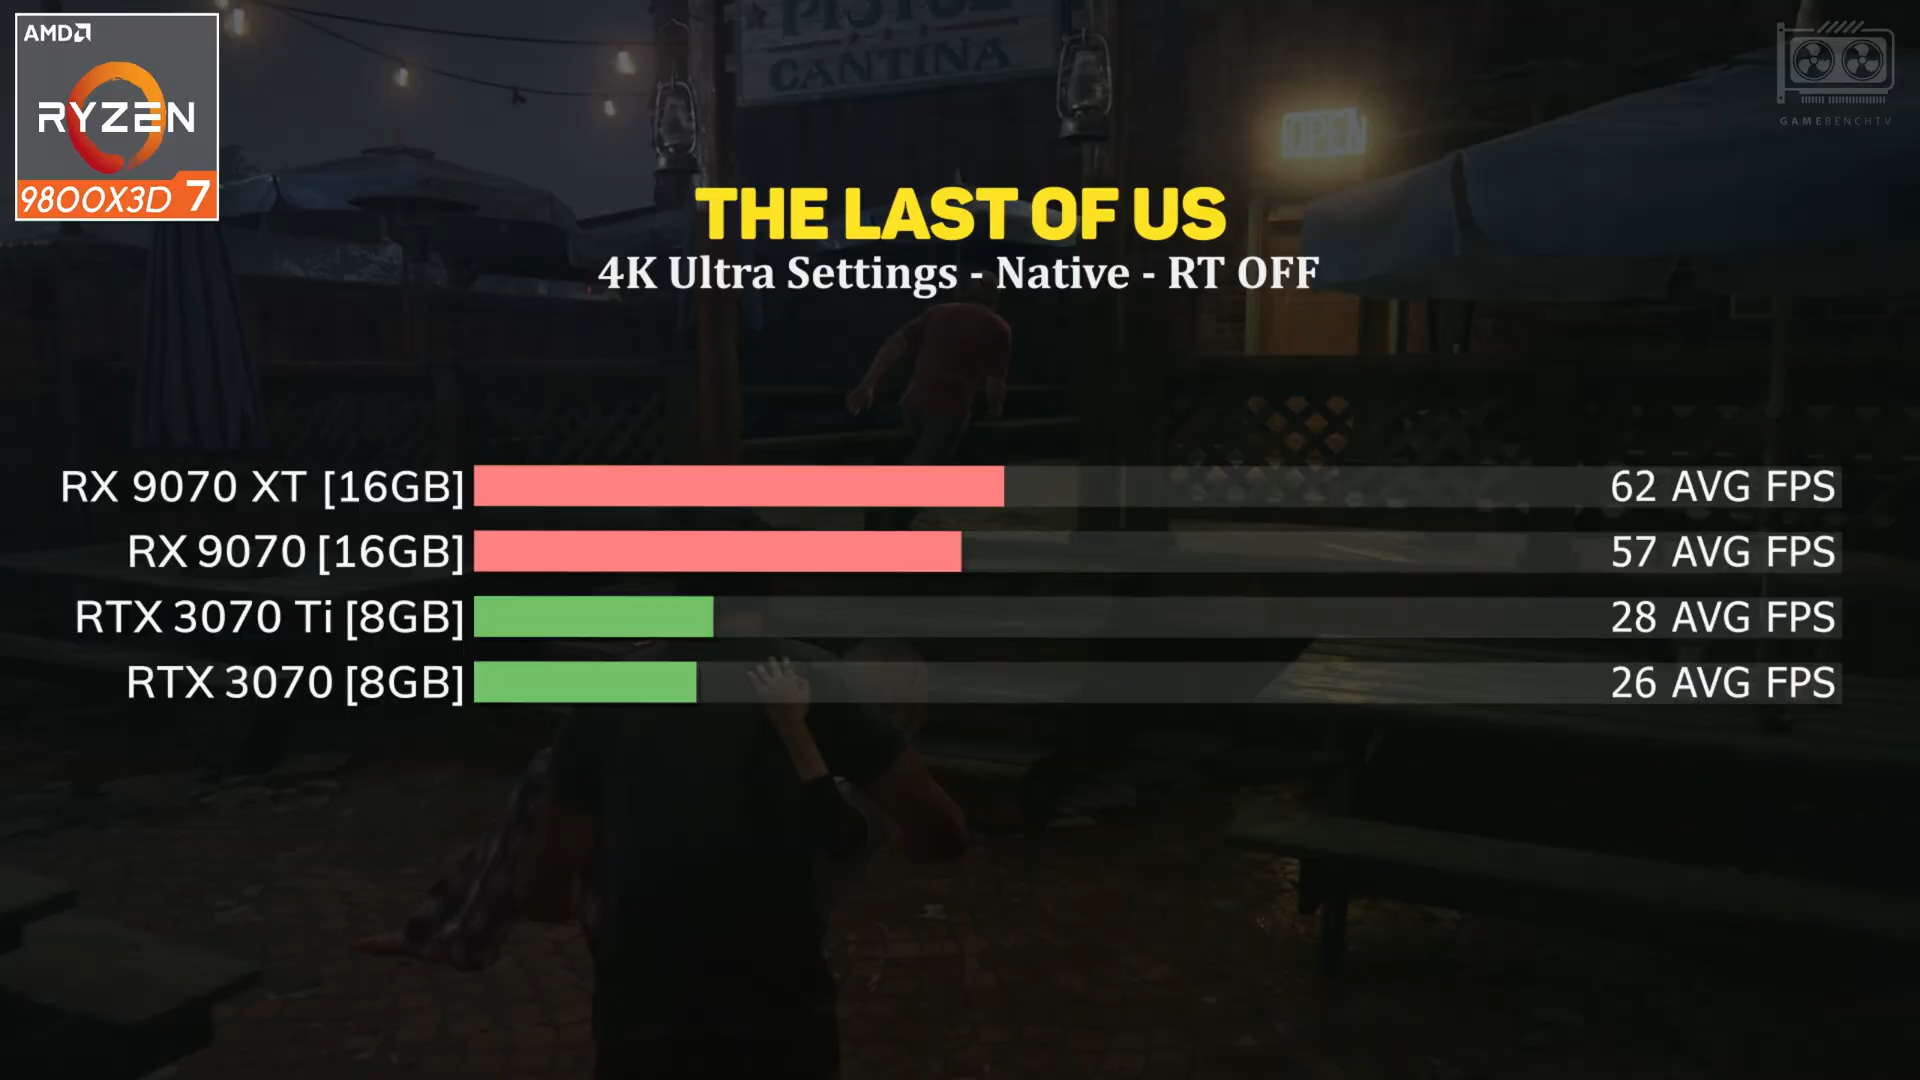 AMD
RYZEN
9800X3D 7
PISTOL
CANTINA
OPEN
GAMEBENCHTV
THE LAST OF US
4K Ultra Settings - Native - RT OFF
RX 9070 XT [16GB] 62 AVG FPS
RX 9070 [16GB] 57 AVG FPS
RTX 3070 Ti [8GB] 28 AVG FPS
RTX 3070 [8GB] 26 AVG FPS